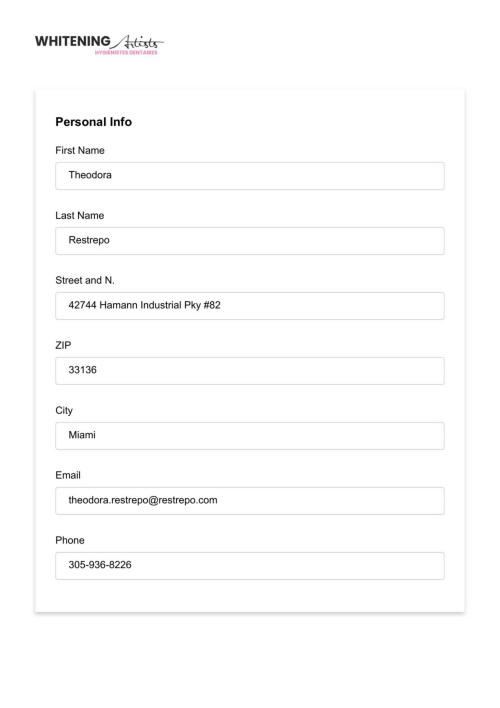 WHITENING Artists
HYGIÉNISTES DENTAIRES
Personal Info
First Name
Theodora
Last Name
Restrepo
Street and N.
42744 Hamann Industrial Pky #82
ZIP
33136
City
Miami
Email
theodora.restrepo@restrepo.com
Phone
305-936-8226